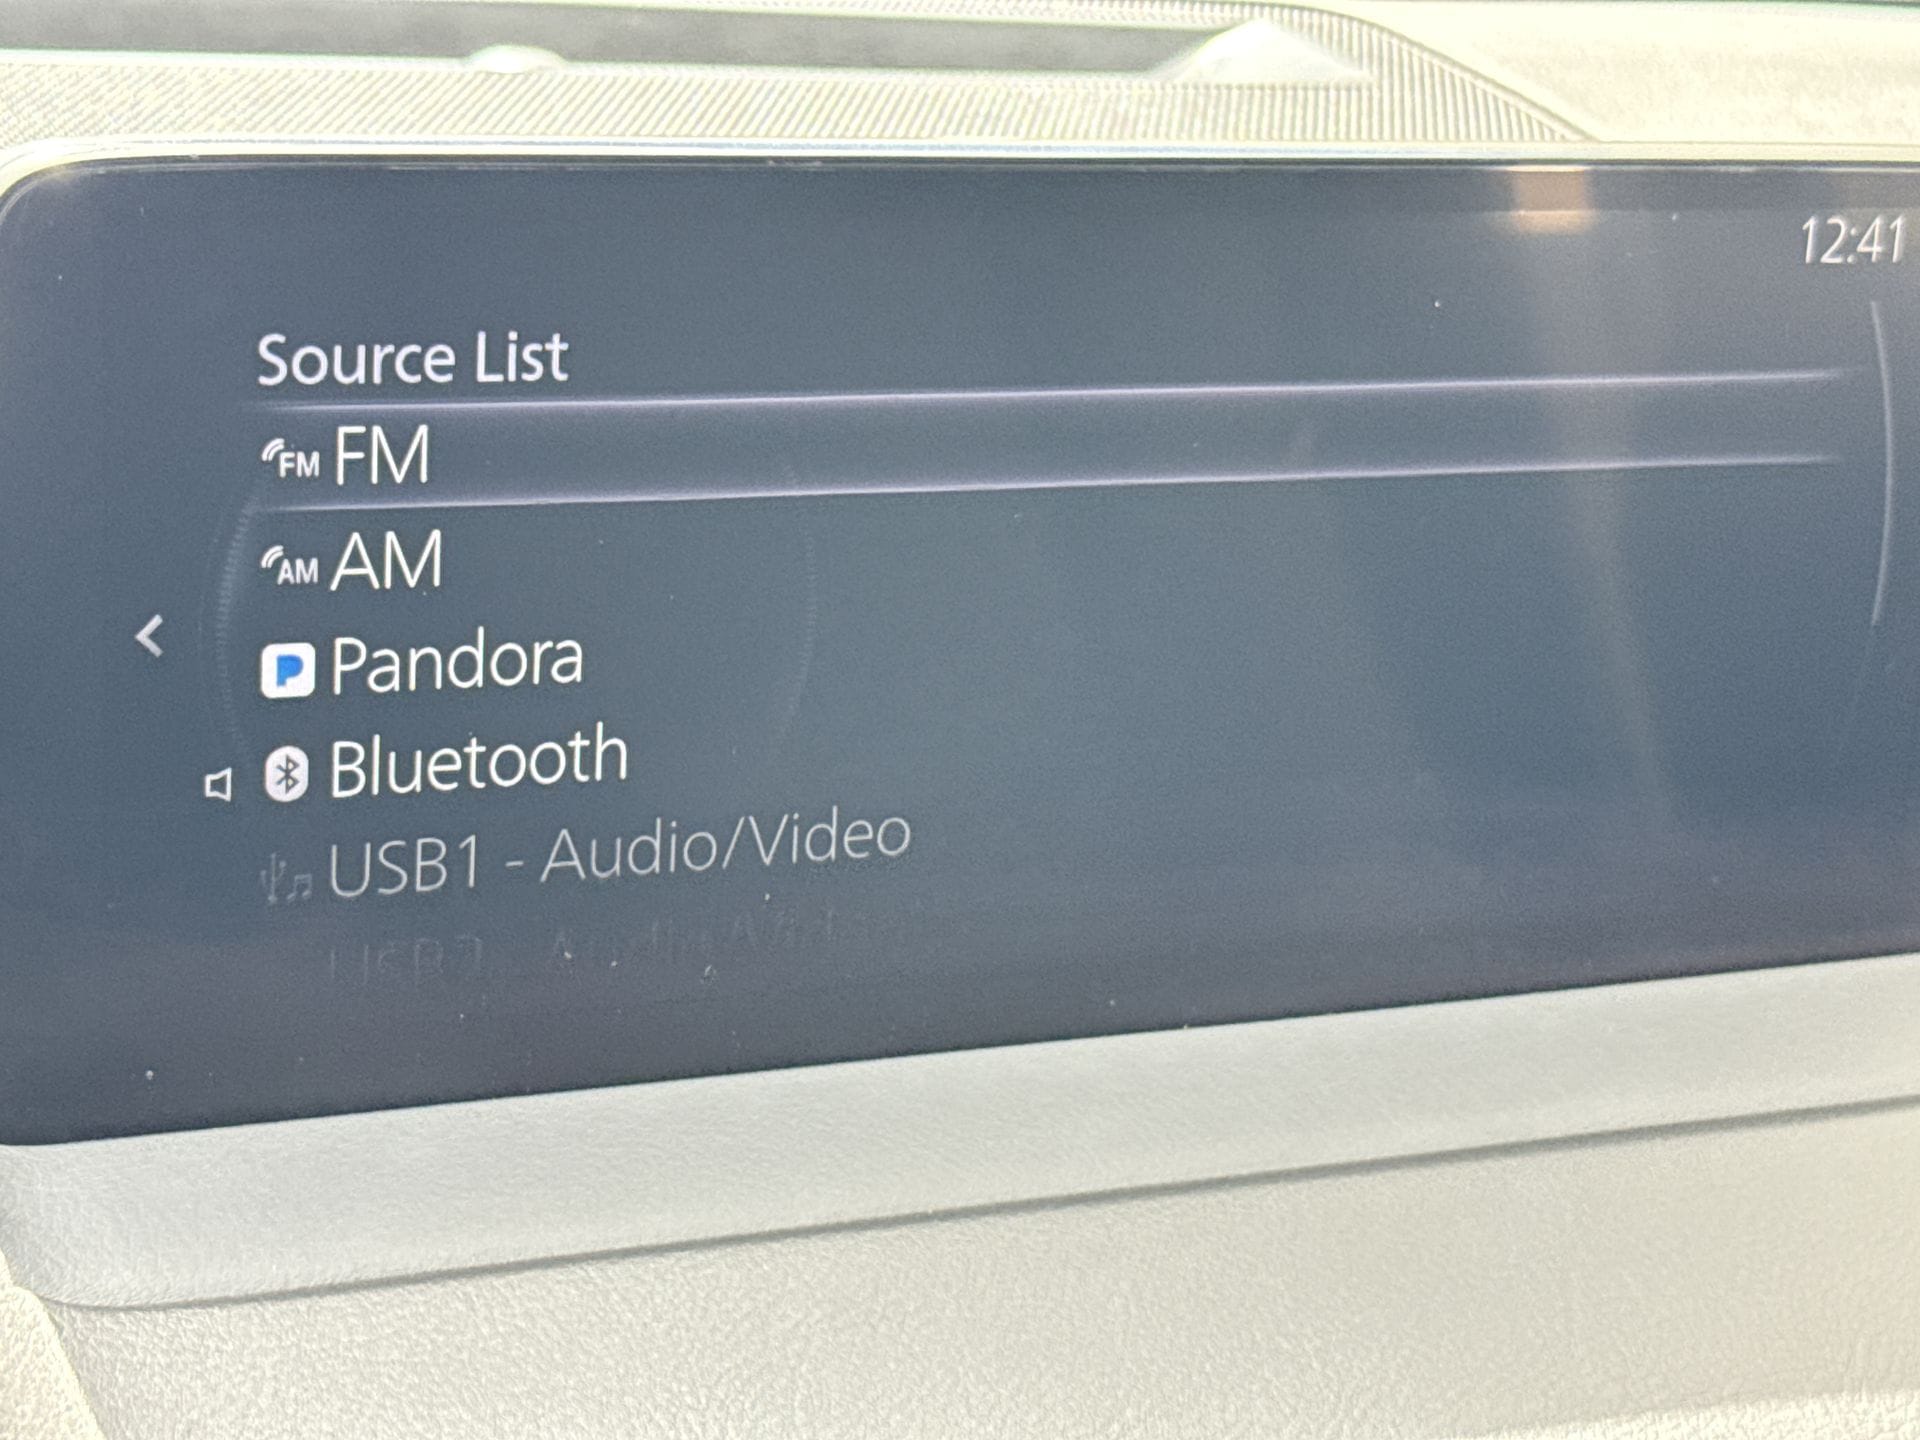 12:41
Source List
FM FM
AM AM
P Pandora
Bluetooth
USB1 - Audio/Video